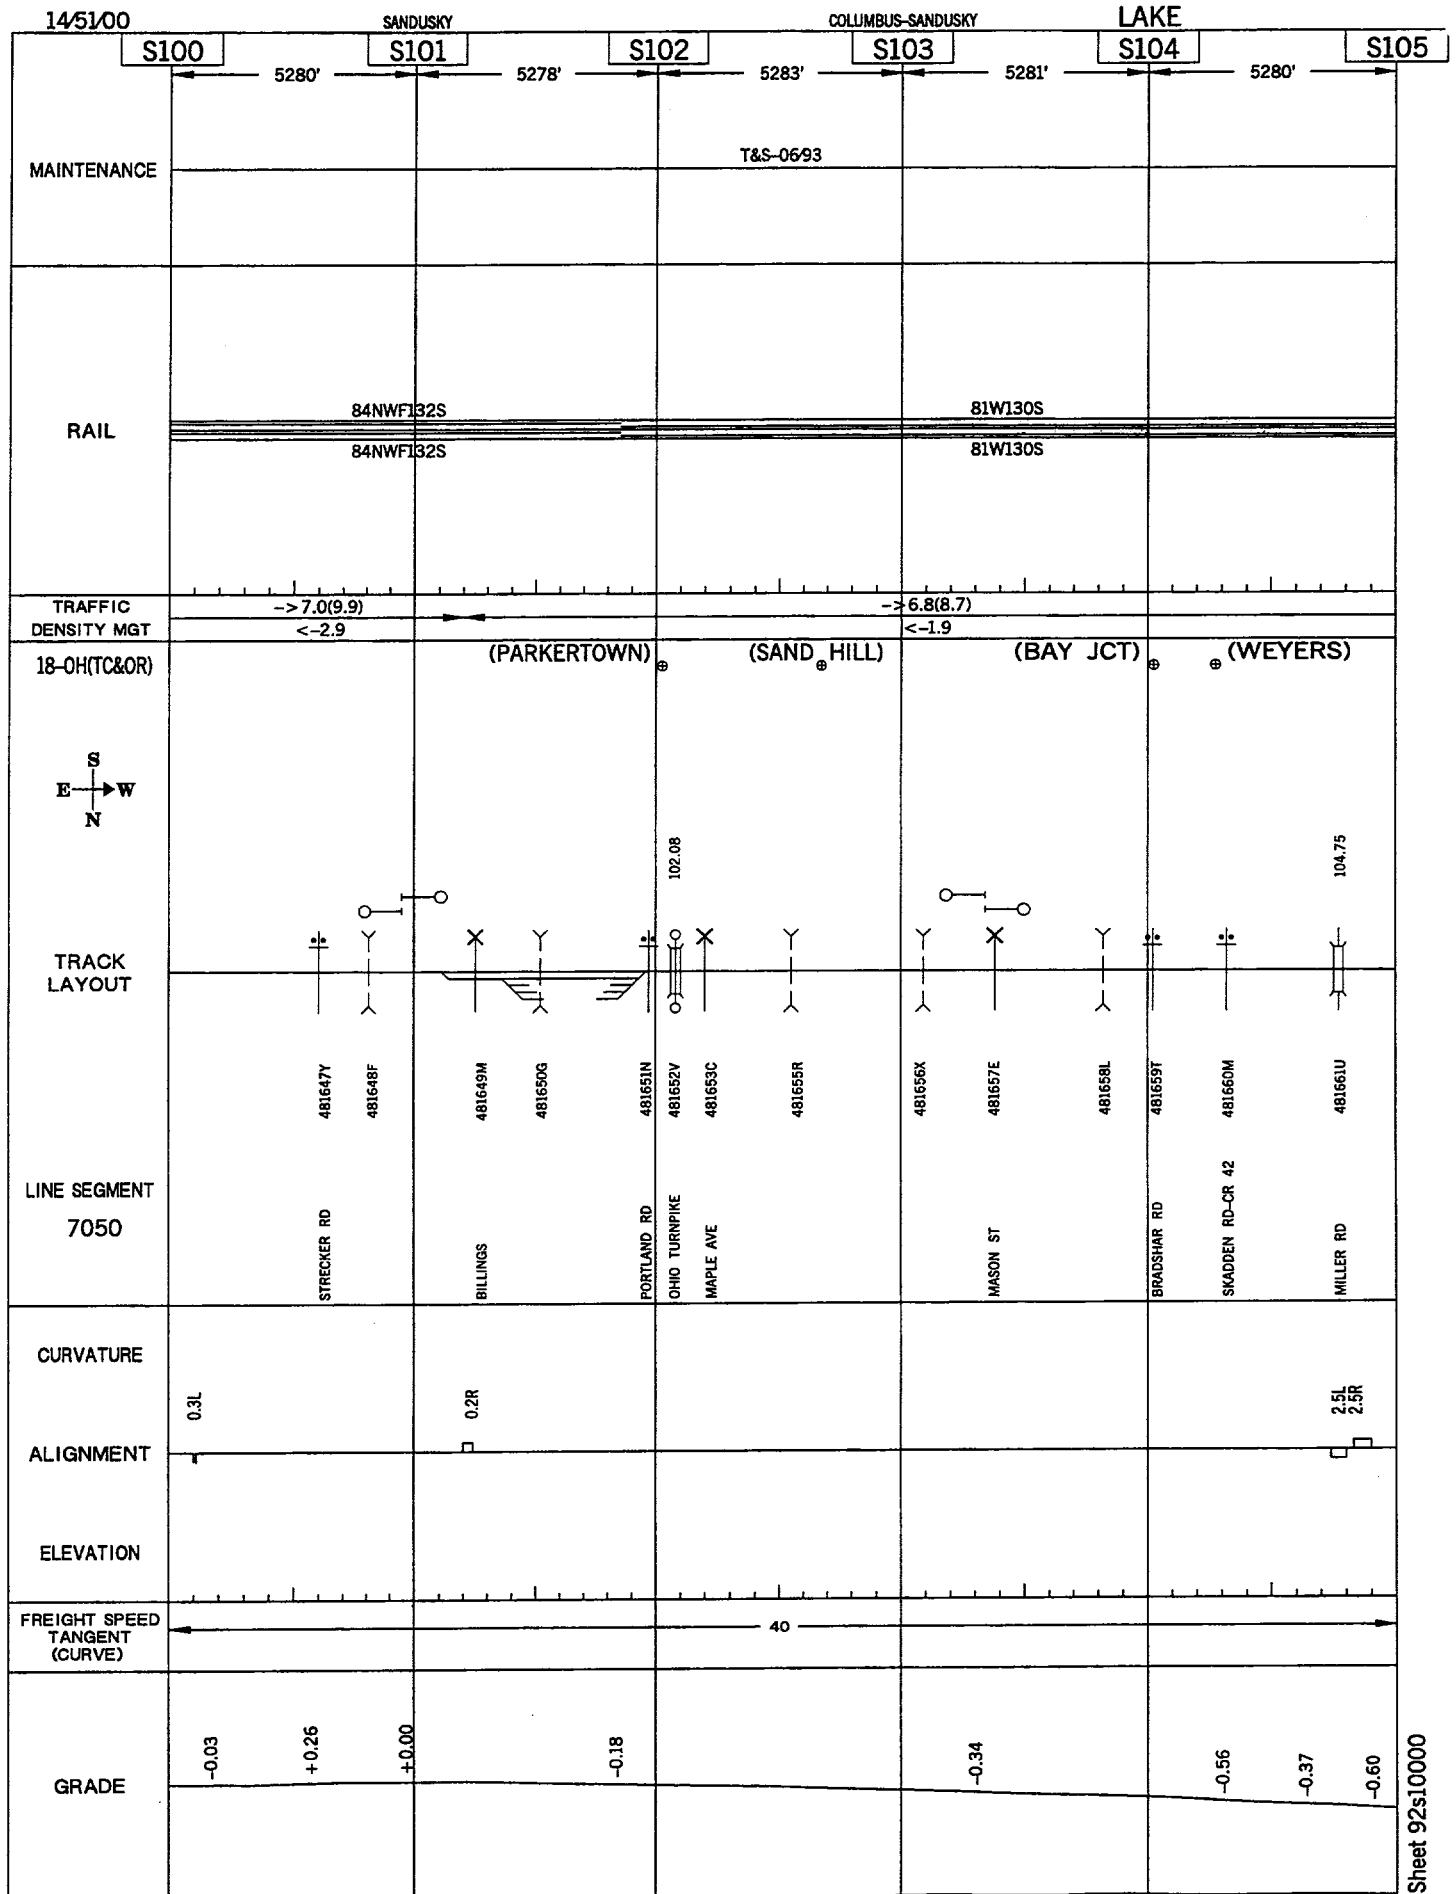 14/51/00 SANDUSKY COLUMBUS-SANDUSKY LAKE
S100 S101 S102 S103 S104 S105
5280' 5278' 5283' 5281' 5280'
MAINTENANCE T&S-06/93
84NWF132S 81W130S
RAIL
84NWF132S 81W130S
TRAFFIC ->7.0(9.9) ->6.8(8.7)
DENSITY MGT <-2.9 <-1.9
18-OH(TC&OR) (PARKERTOWN) (SAND HILL) (BAY JCT) (WEYERS)
S
E W
N
102.08 104.75
TRACK
LAYOUT
481647Y 481648F 481649M 481650G 481651N 481652V 481653C 481655R 481656X 481657E 481658L 481659T 481660M 481661U
LINE SEGMENT
7050
STRECKER RD BILLINGS PORTLAND RD OHIO TURNPIKE MAPLE AVE MASON ST BRADSHAR RD SKADDEN RD-CR 42 MILLER RD
CURVATURE
0.3L 0.2R 2.5L 2.5R
ALIGNMENT
ELEVATION
FREIGHT SPEED
TANGENT 40
(CURVE)
-0.03 +0.26 +0.00 -0.18 -0.34 -0.56 -0.37 -0.60
GRADE
Sheet 92s10000